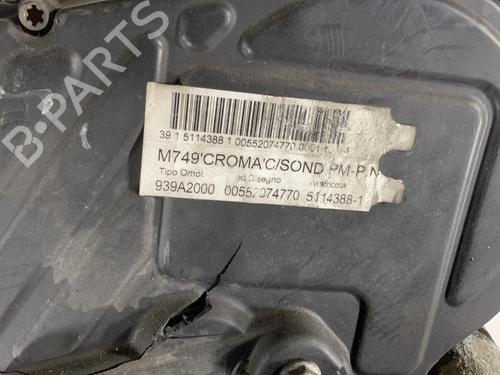 B-PARTS
39 1 5114388 1 00552074770 0001 1
M749'CROMA'C/SOND PM-P.N
Tipo Omol. Disegno Matricola
939A2000 00552074770 5114388-1